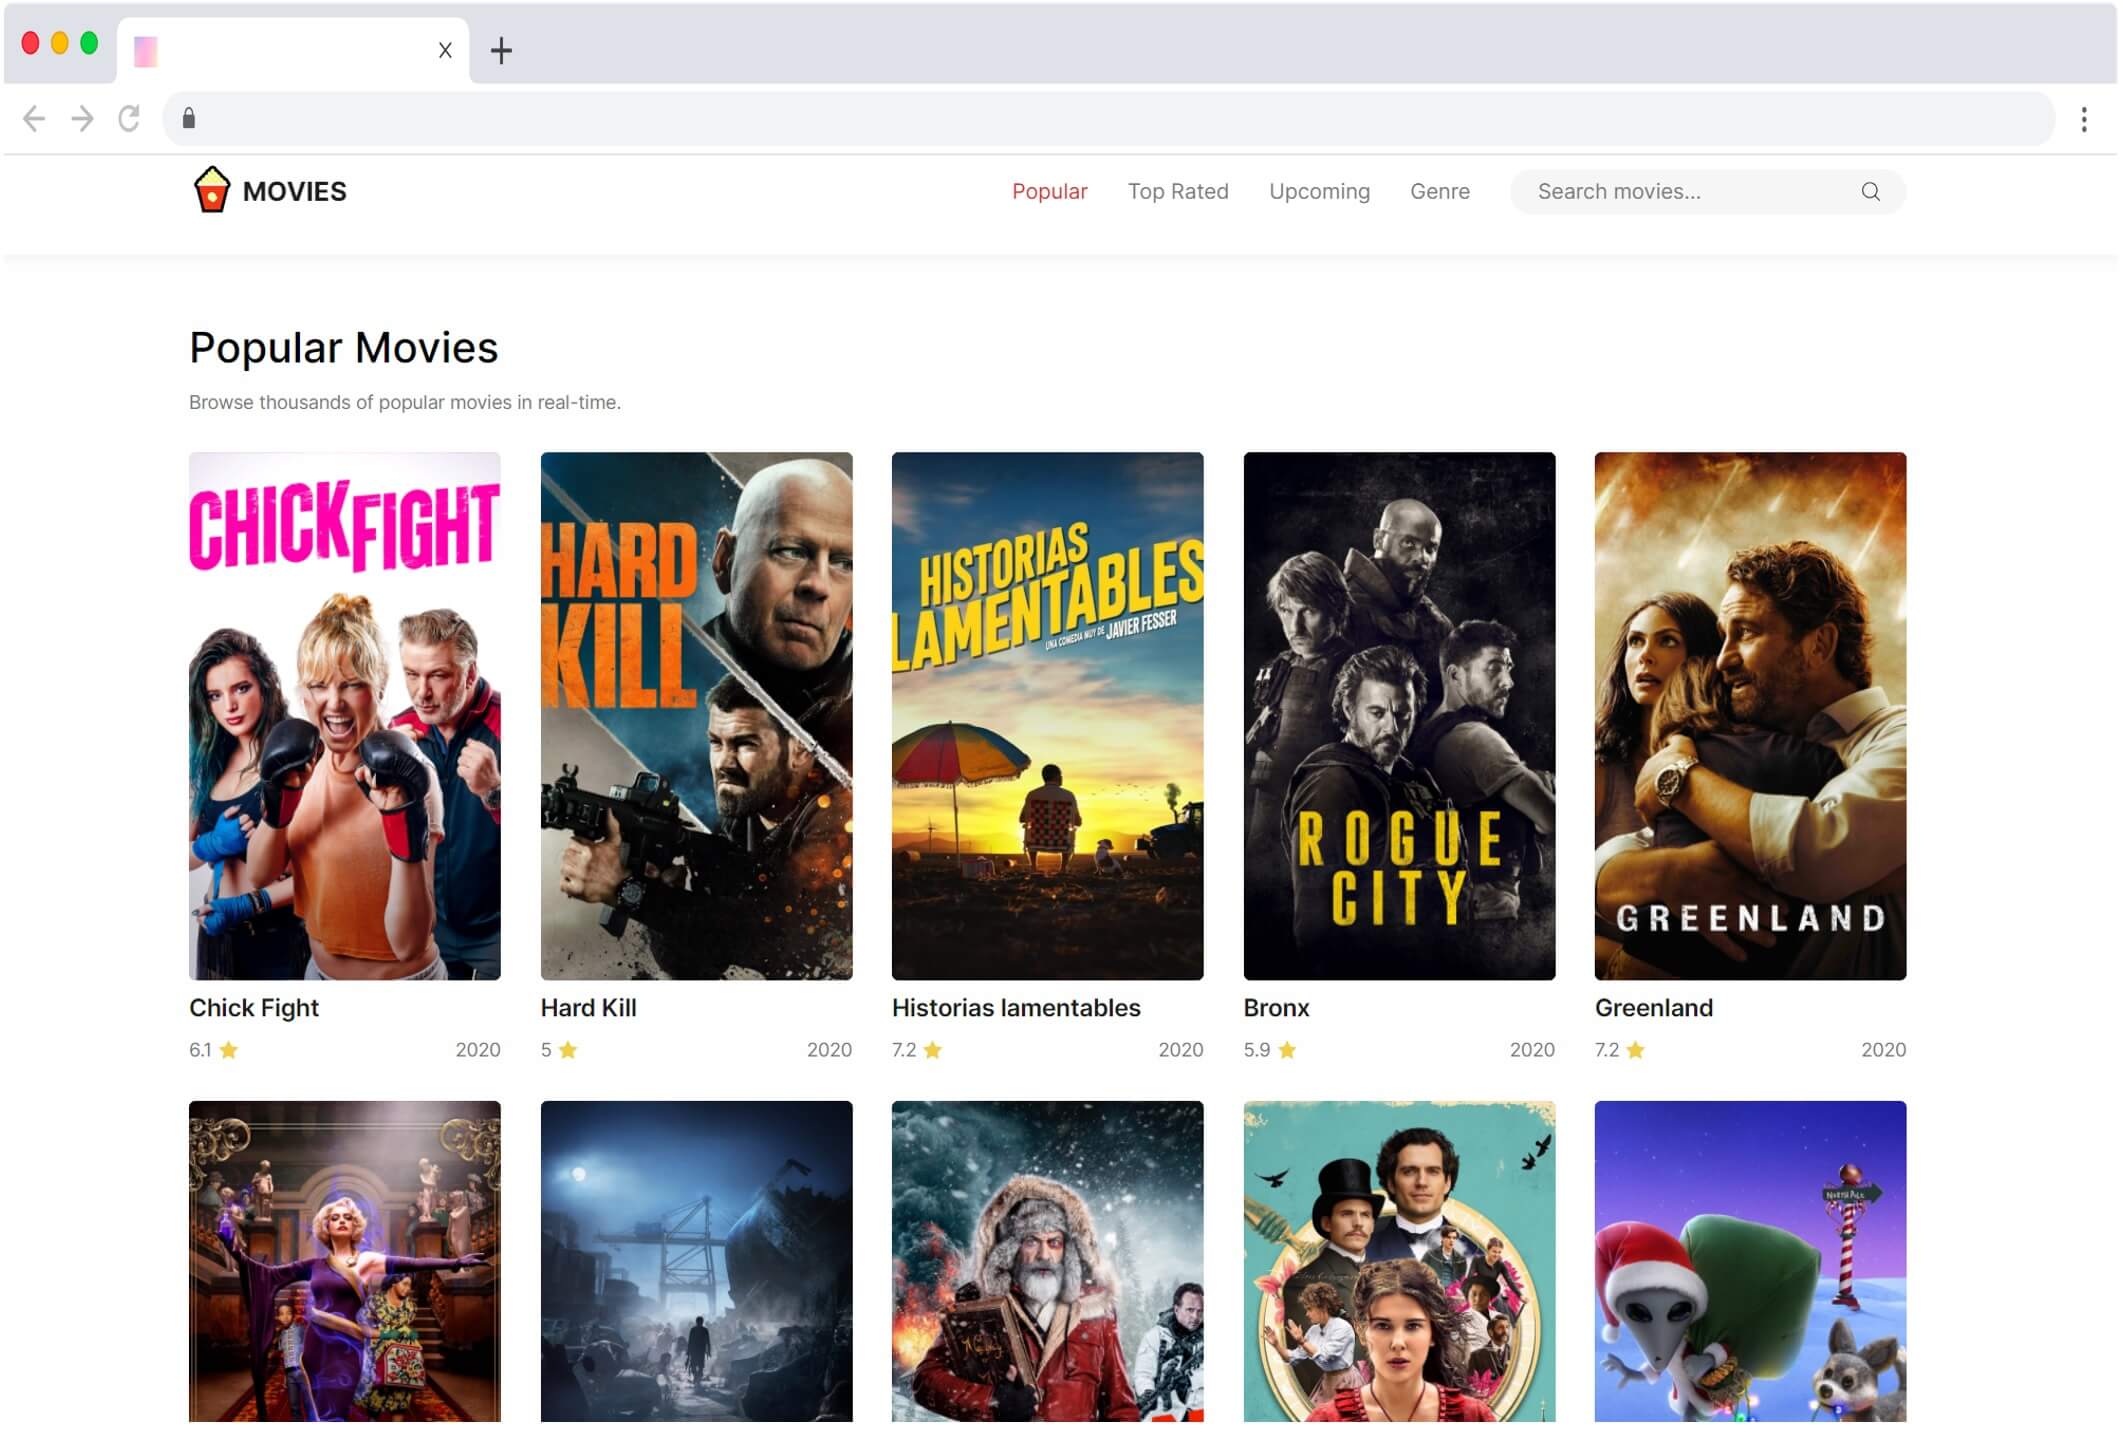 X
MOVIES
Popular
Top Rated
Upcoming
Genre
Search movies...
Popular Movies
Browse thousands of popular movies in real-time.
CHICKFIGHT
HARD
KILL
HISTORIAS
LAMENTABLES
UNA COMEDIA MUY DE JAVIER FESSER
ROGUE
CITY
GREENLAND
Chick Fight
6.1
2020
Hard Kill
5
2020
Historias lamentables
7.2
2020
Bronx
5.9
2020
Greenland
7.2
2020
NORTH POLE